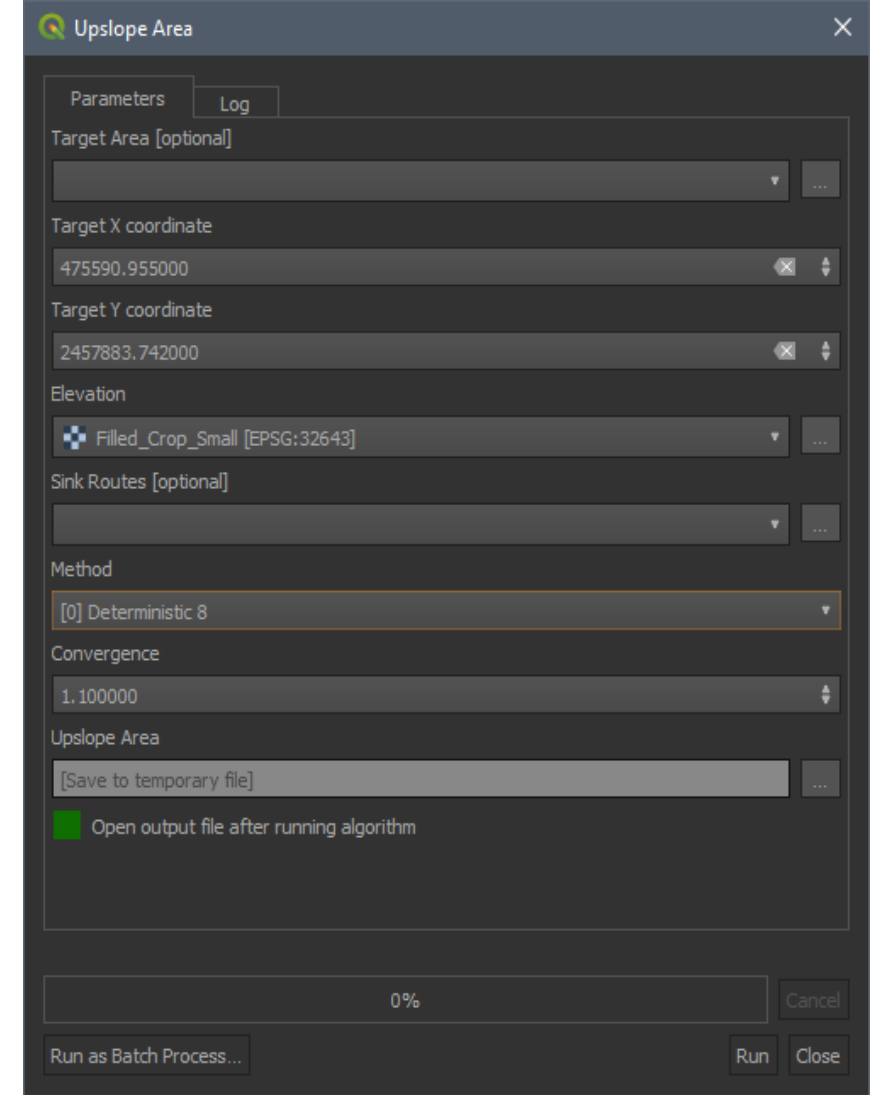 Upslope Area
Parameters
Log
Target Area [optional]
...
Target X coordinate
475590.955000
Target Y coordinate
2457883.742000
Elevation
Filled_Crop_Small [EPSG:32643]
...
Sink Routes [optional]
...
Method
[0] Deterministic 8
Convergence
1.100000
Upslope Area
[Save to temporary file]
...
Open output file after running algorithm
0%
Cancel
Run as Batch Process...
Run
Close